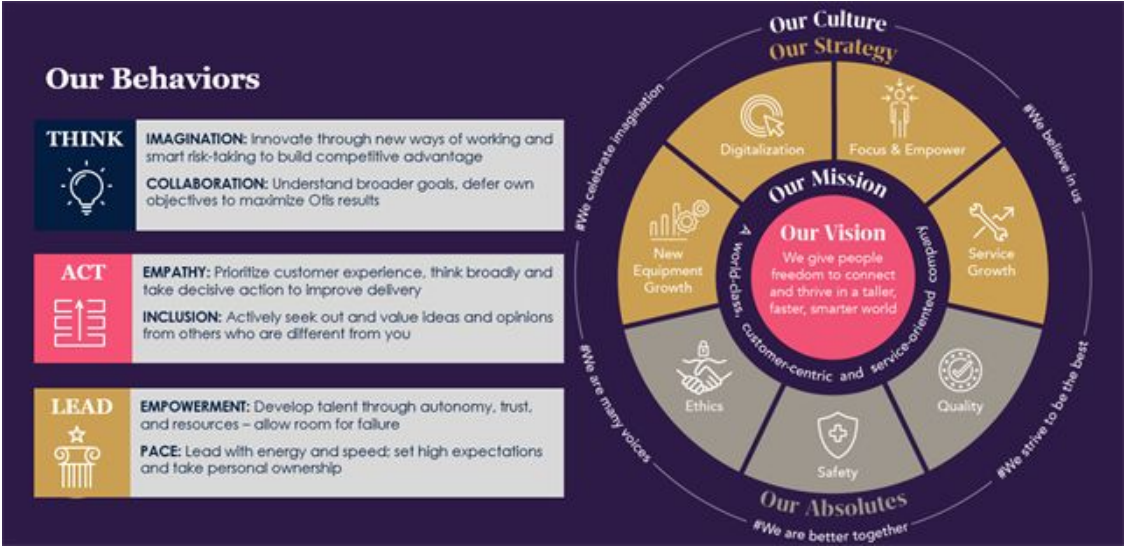 Our Behaviors
THINK
IMAGINATION: Innovate through new ways of working and
smart risk-taking to build competitive advantage
COLLABORATION: Understand broader goals, defer own
objectives to maximize Otis results
ACT
EMPATHY: Prioritize customer experience, think broadly and
take decisive action to improve delivery
INCLUSION: Actively seek out and value ideas and opinions
from others who are different from you
LEAD
EMPOWERMENT: Develop talent through autonomy, trust,
and resources – allow room for failure
PACE: Lead with energy and speed; set high expectations
and take personal ownership
Our Culture
Our Strategy
#We celebrate imagination
#We believe in us
#We strive to be the best
#We are better together
#We are many voices
Digitalization
Focus & Empower
New
Equipment
Growth
Service
Growth
Our Mission
A world-class, customer-centric and service-oriented company
Our Vision
We give people
freedom to connect
and thrive in a taller,
faster, smarter world
Ethics
Safety
Quality
Our Absolutes